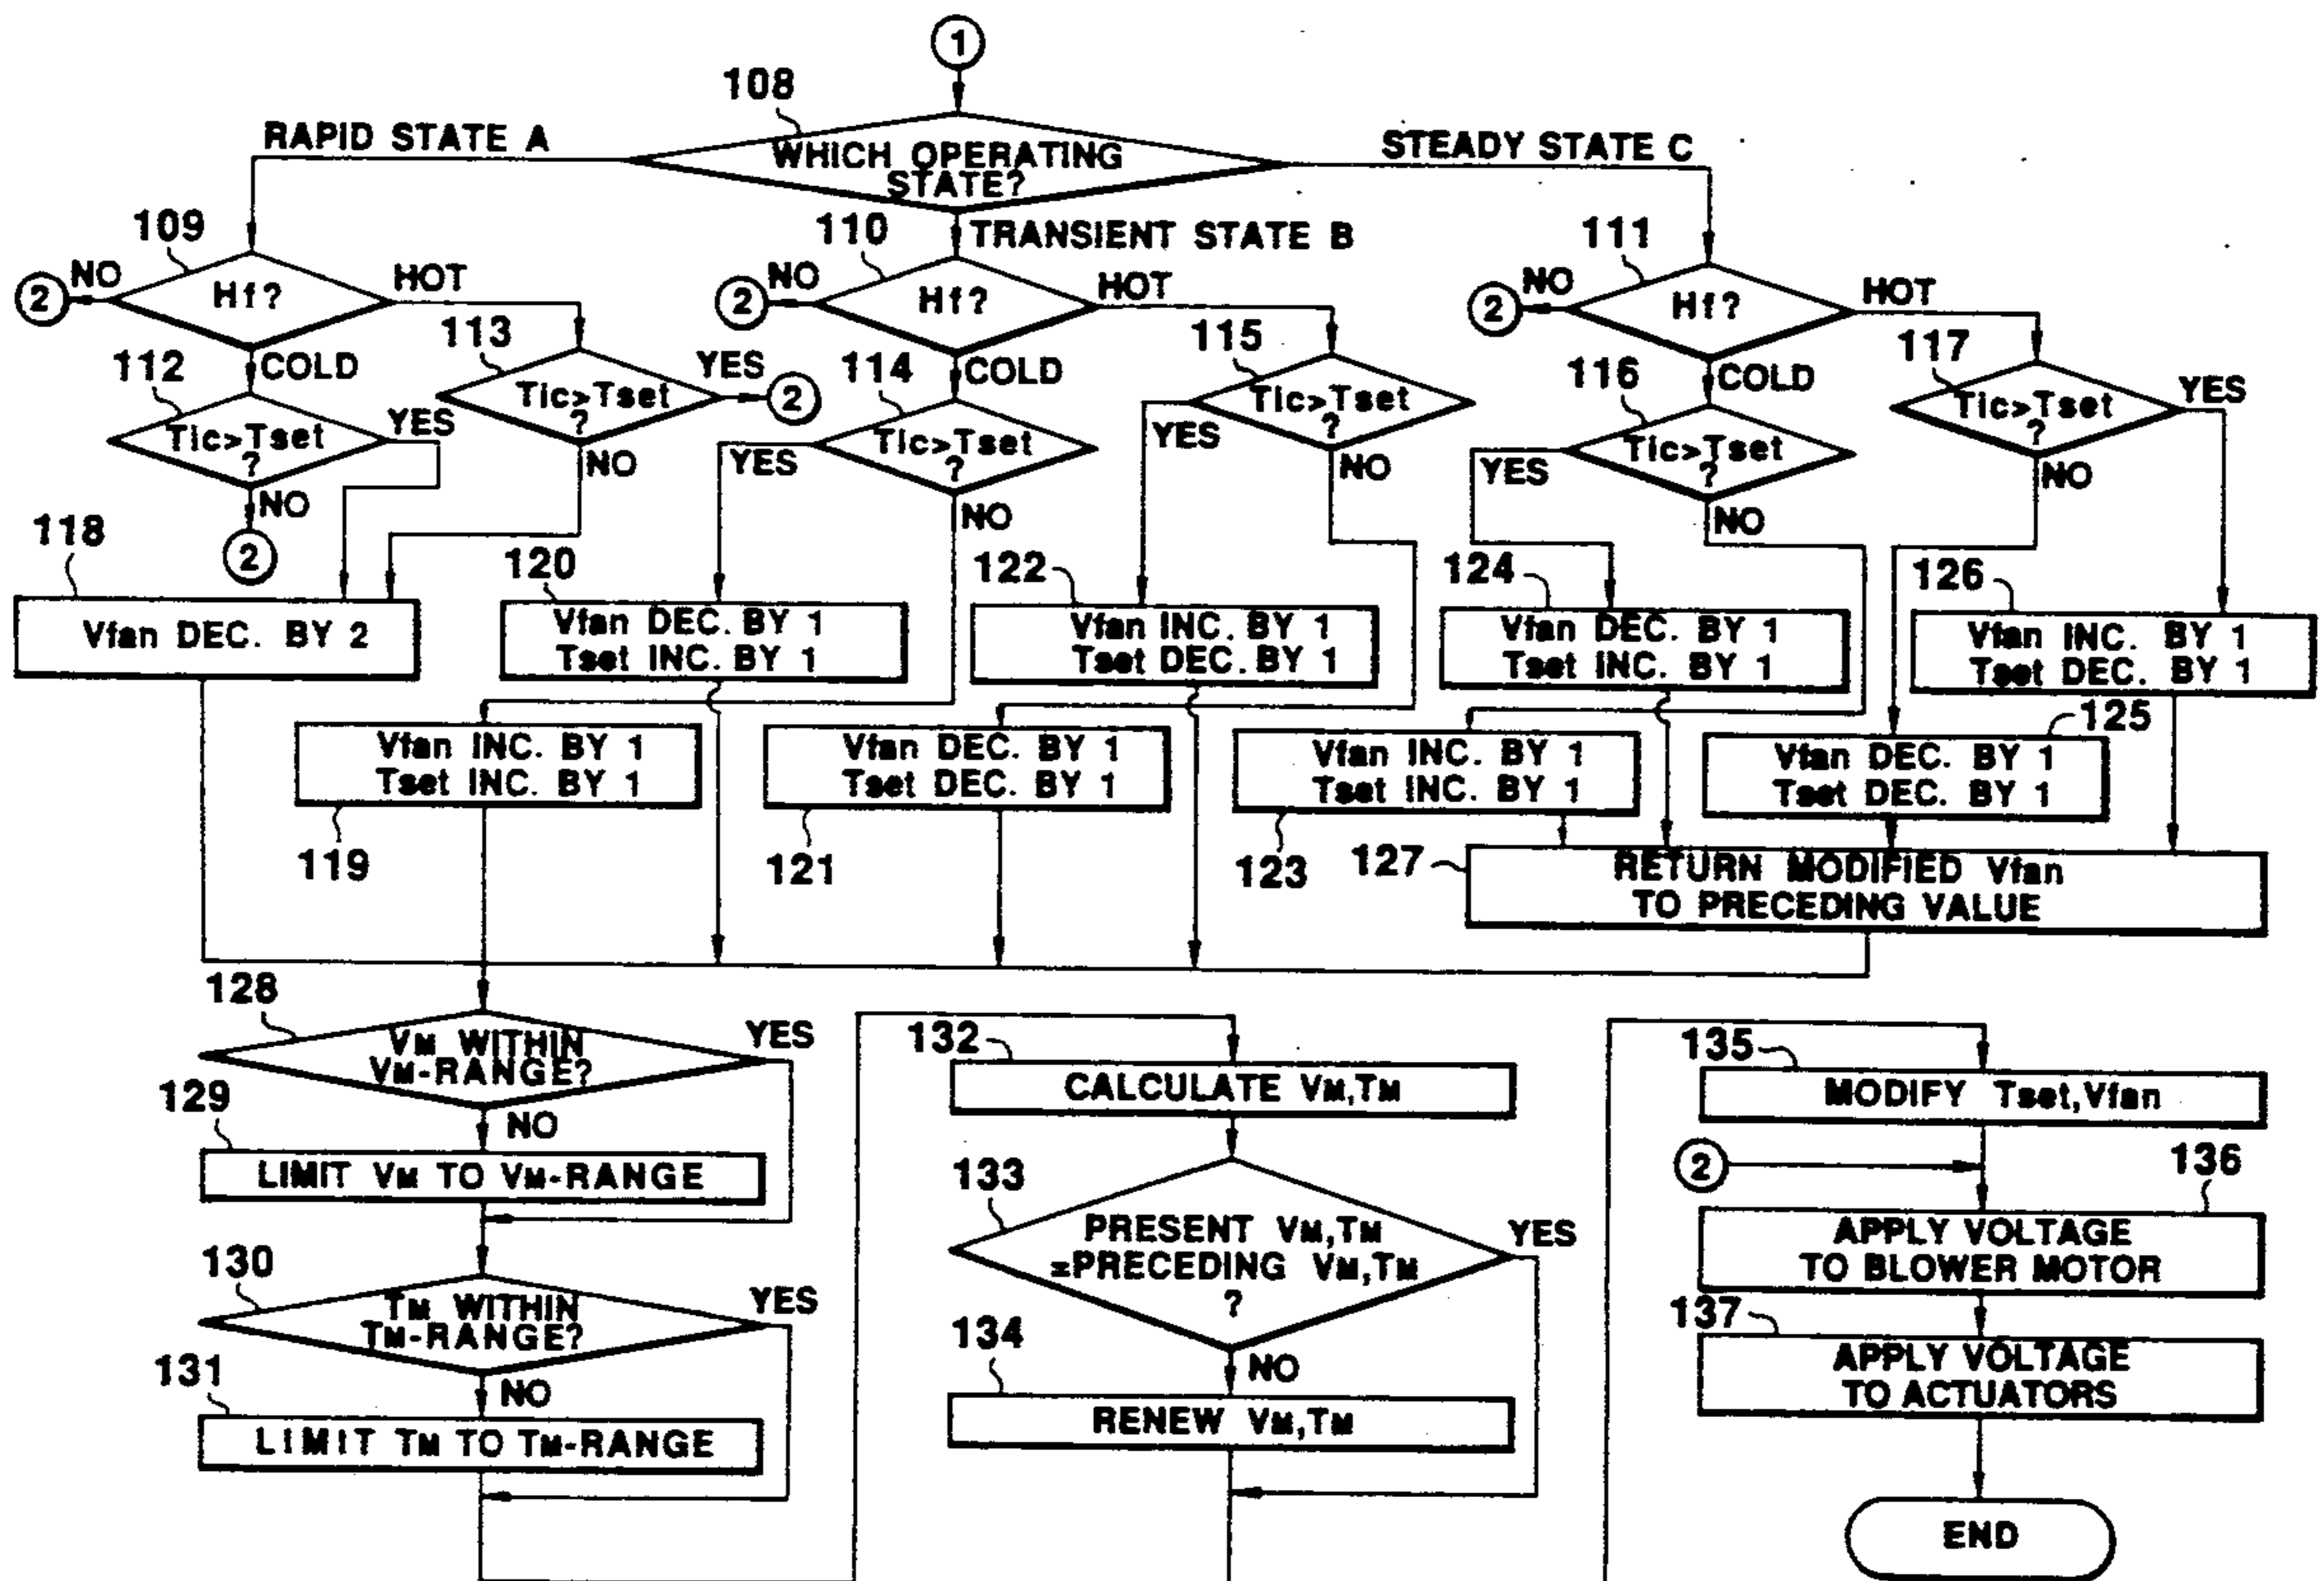 1
108
RAPID STATE A
WHICH OPERATING
STATE?
STEADY STATE C
109
110
TRANSIENT STATE B
111
2
NO
Hf?
HOT
2
NO
Hf?
HOT
2
NO
Hf?
HOT
112
COLD
113
YES
2
114
COLD
115
116
COLD
117
YES
Tic>Tset
?
YES
NO
2
Tic>Tset
?
NO
Tic>Tset
?
YES
NO
Tic>Tset
?
YES
NO
Tic>Tset
?
YES
NO
Tic>Tset
?
NO
118
Vfan DEC. BY 2
120
Vfan DEC. BY 1
Tset INC. BY 1
122
Vfan INC. BY 1
Tset DEC. BY 1
124
Vfan DEC. BY 1
Tset INC. BY 1
126
Vfan INC. BY 1
Tset DEC. BY 1
Vfan INC. BY 1
Tset INC. BY 1
119
Vfan DEC. BY 1
Tset DEC. BY 1
121
Vfan INC. BY 1
Tset INC. BY 1
123
125
Vfan DEC. BY 1
Tset DEC. BY 1
127
RETURN MODIFIED Vfan
TO PRECEDING VALUE
128
VM WITHIN
VM-RANGE?
YES
129
NO
LIMIT VM TO VM-RANGE
130
TM WITHIN
TM-RANGE?
YES
131
NO
LIMIT TM TO TM-RANGE
132
CALCULATE VM,TM
133
PRESENT VM,TM
=PRECEDING VM,TM
?
YES
134
NO
RENEW VM,TM
135
MODIFY Tset,Vfan
2
136
APPLY VOLTAGE
TO BLOWER MOTOR
137
APPLY VOLTAGE
TO ACTUATORS
END